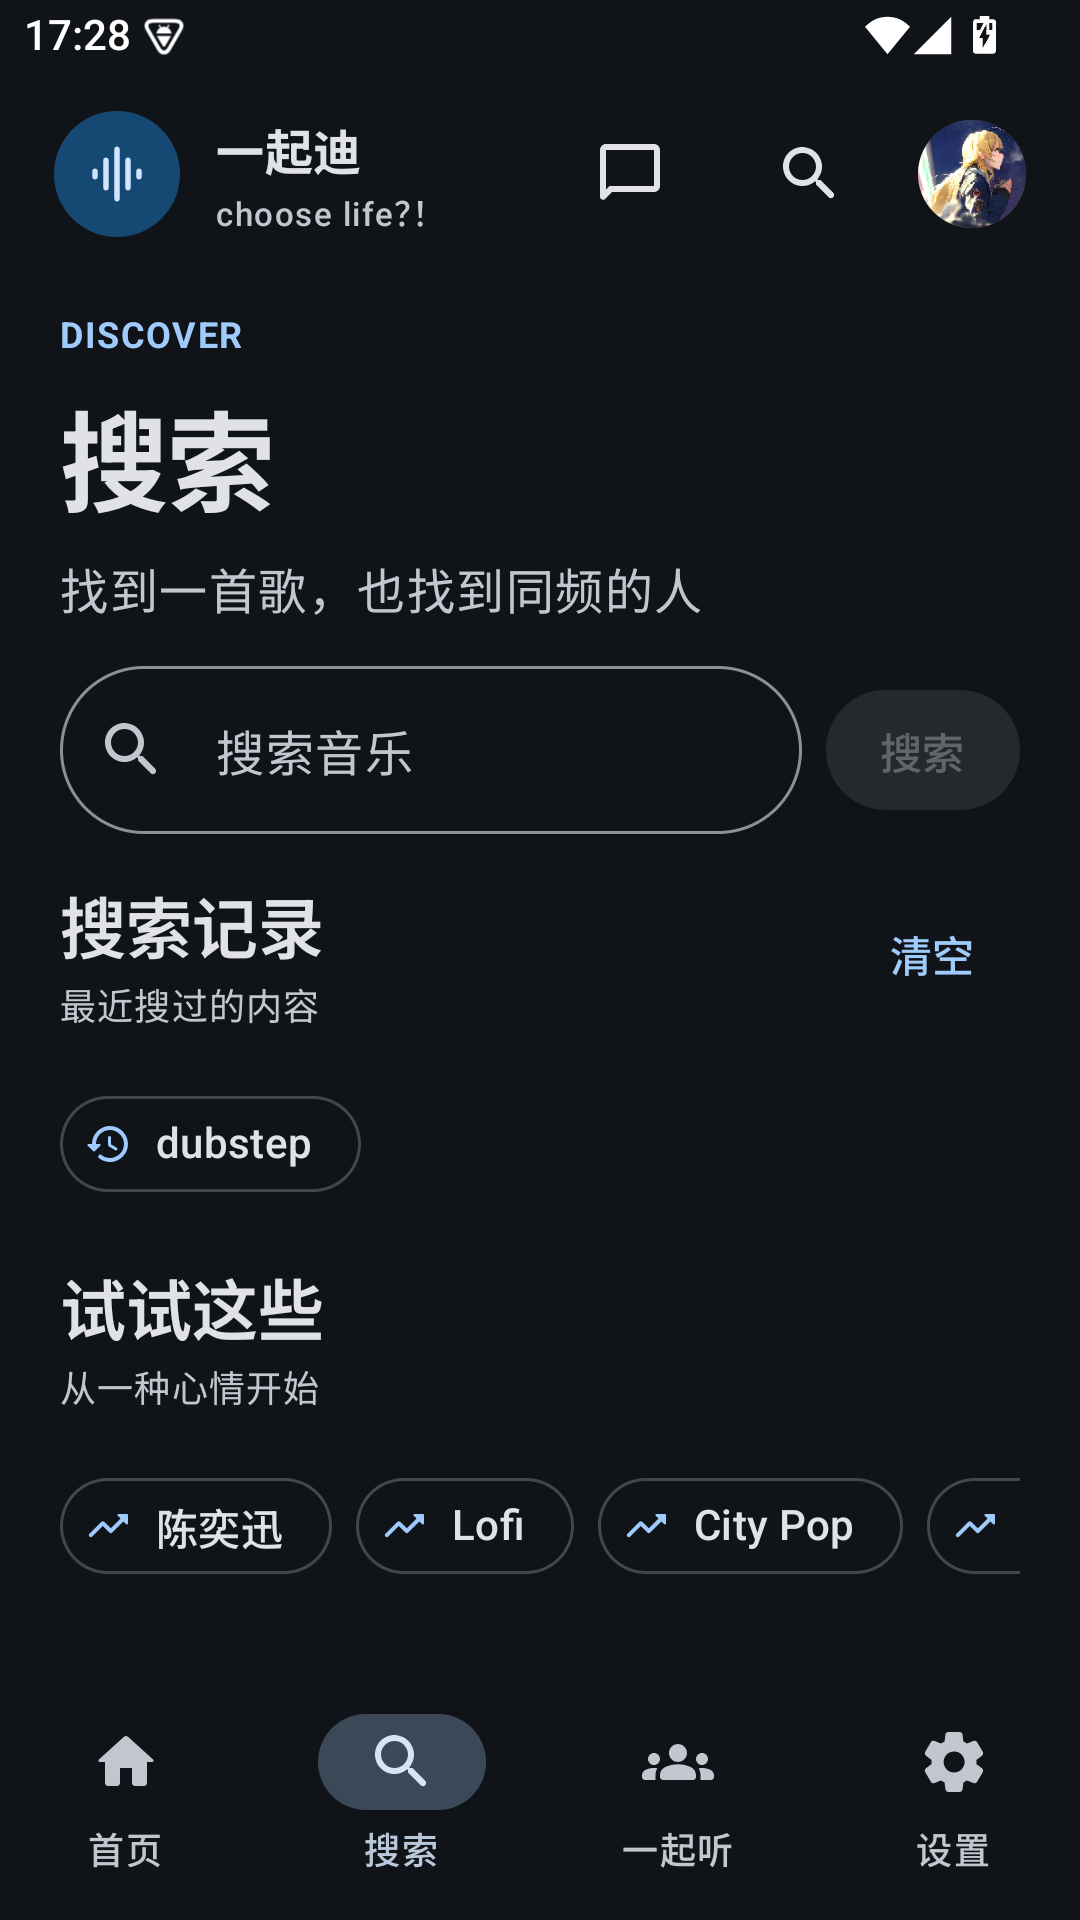 17:28
一起迪
choose life?!
DISCOVER
搜索
找到一首歌，也找到同频的人
搜索音乐
搜索
搜索记录
最近搜过的内容
清空
dubstep
试试这些
从一种心情开始
陈奕迅
Lofi
City Pop
首页
搜索
一起听
设置